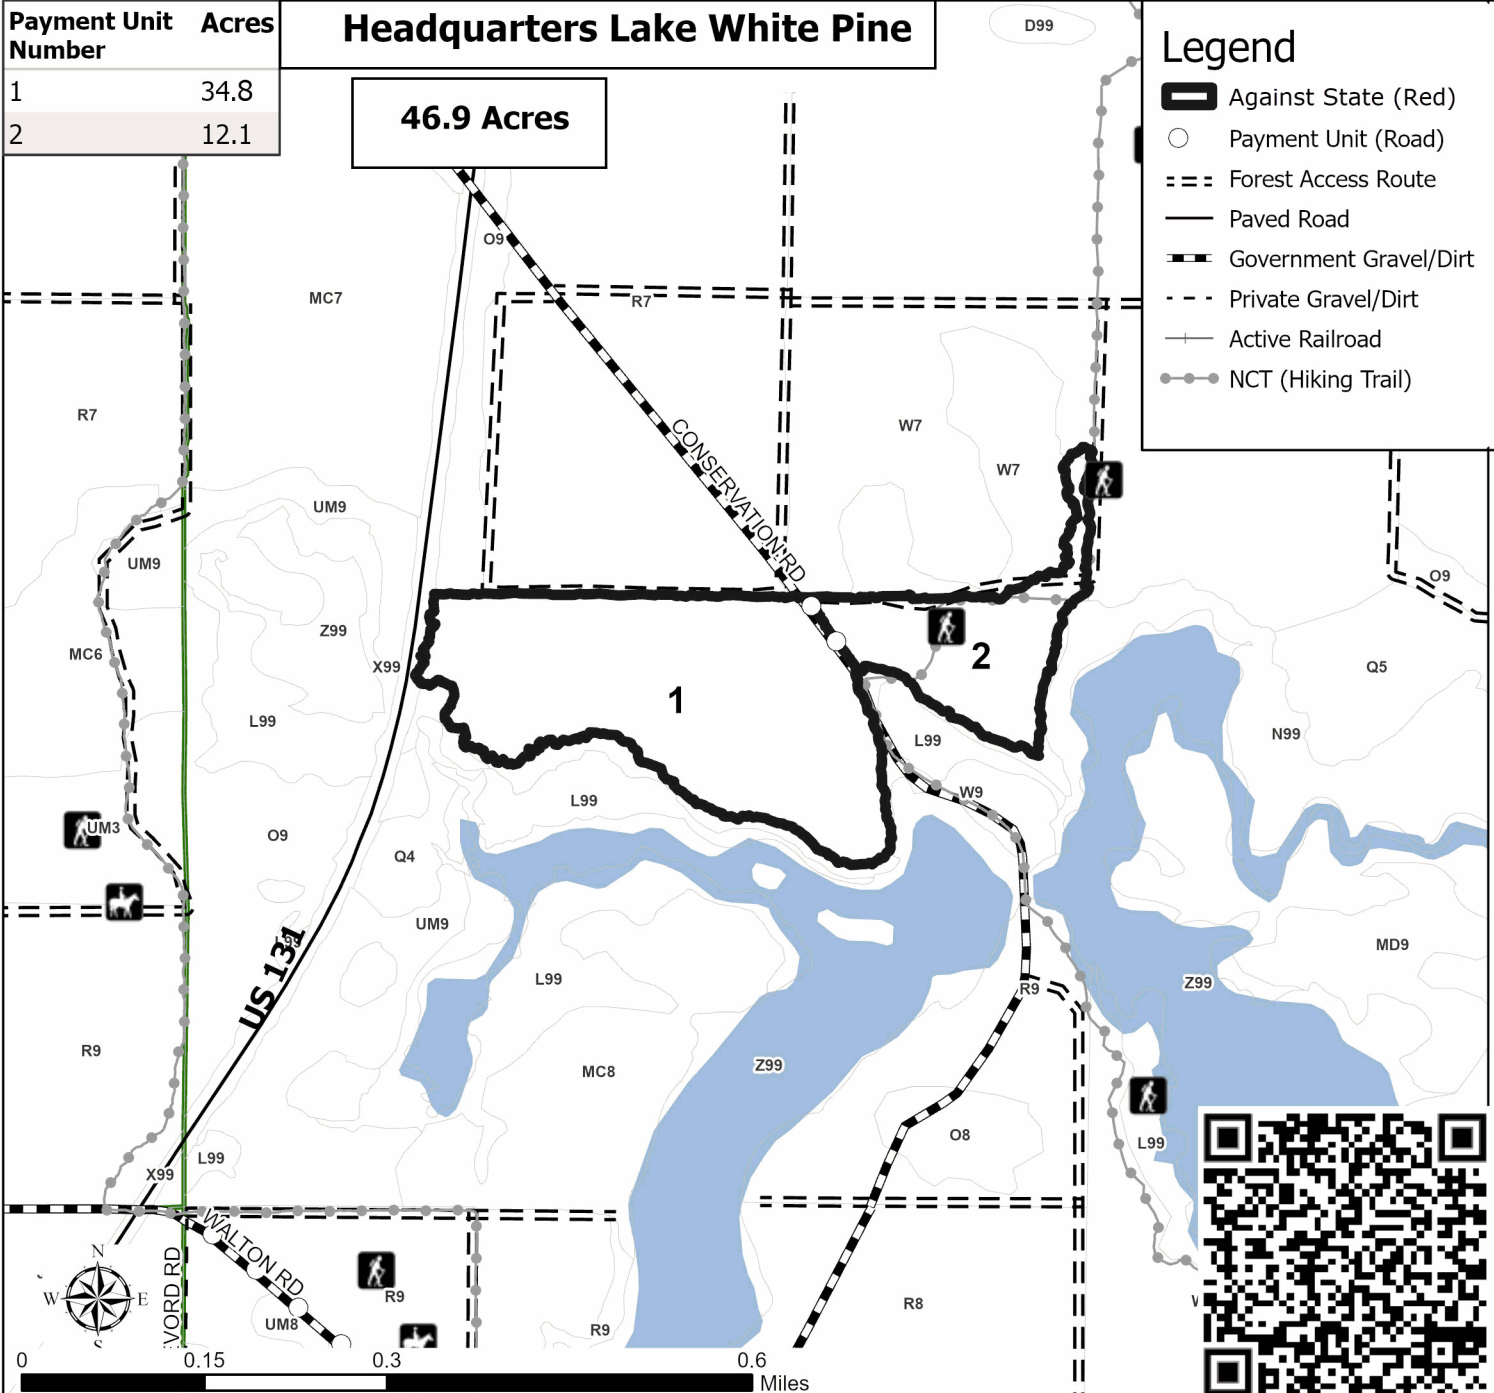 Payment Unit Number Acres
1 34.8
2 12.1
Headquarters Lake White Pine
46.9 Acres
Legend
Against State (Red)
Payment Unit (Road)
Forest Access Route
Paved Road
Government Gravel/Dirt
Private Gravel/Dirt
Active Railroad
NCT (Hiking Trail)
D99
O9
MC7
R7
R7
W7
W7
CONSERVATION RD
UM9
UM9
O9
Z99
MC6
X99
1
2
Q5
L99
L99
N99
L99
W9
UM3
O9
Q4
UM9
US 131
L99
MD9
Z99
R9
R9
MC8
Z99
O8
L99
L99
X99
WALTON RD
VORD RD
R9
UM8
R9
R8
N
W E
S
0 0.15 0.3 0.6
Miles